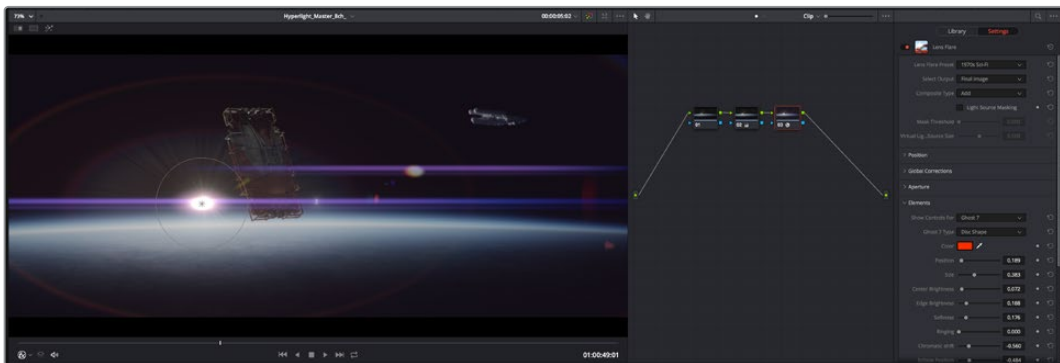 73%
Hyperlight_Master_8ch_
00:00:05:02
Clip
Library
Settings
Lens Flare
Lens Flare Preset
1970s Sci-Fi
Select Output
Final Image
Composite Type
Add
Light Source Masking
Mask Threshold
Position
Global Corrections
Aperture
Elements
Show Controls For
Ghost 7
Ghost 7 Type
Disc Shape
Color
Position
0.189
Size
0.383
Center Brightness
0.072
Edge Brightness
0.188
Softness
0.176
Ringing
0.000
Chromatic Shift
-0.560
01:00:49:01